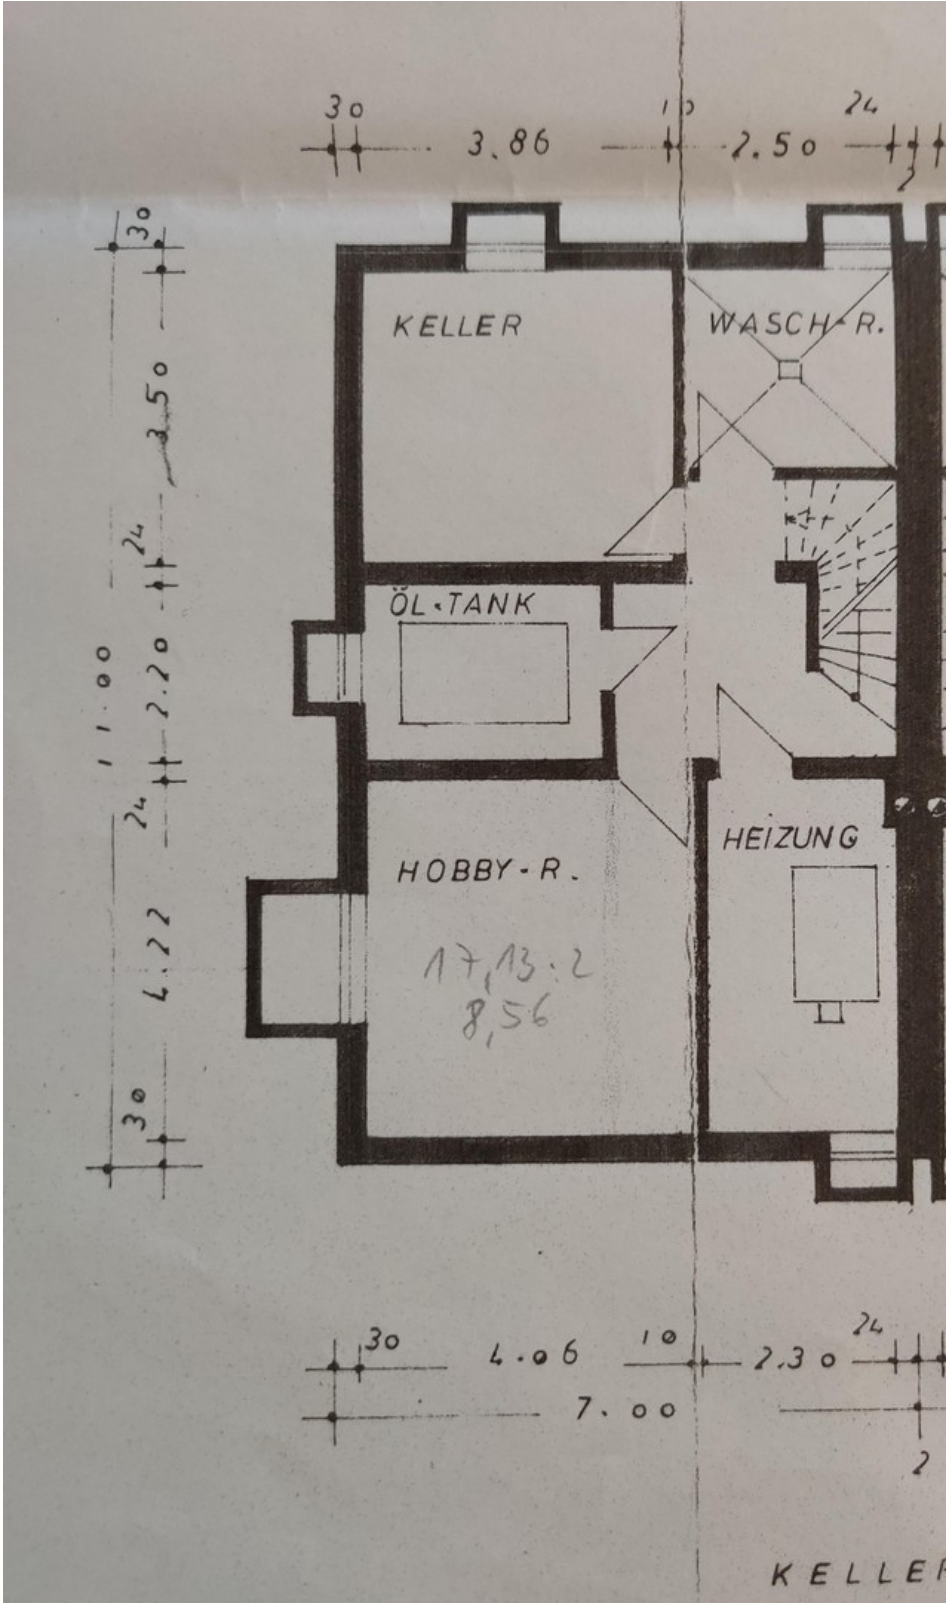 30 10 24
3.86 2.50
2
30
KELLER WASCH-R.
3.50
24
ÖL-TANK
11.00 2.20
24
HEIZUNG
HOBBY-R.
4.22
17,13:2
8,56
30
30 4.06 10 2.30 24
7.00
2
KELLER